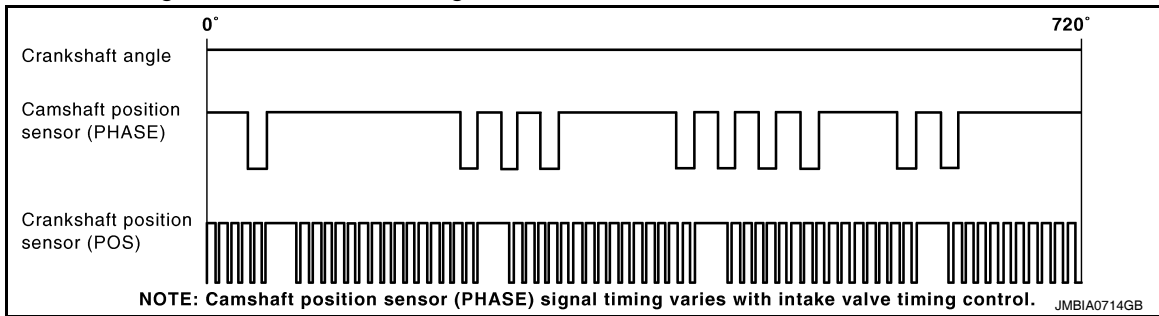 0° 720°
Crankshaft angle
Camshaft position
sensor (PHASE)
Crankshaft position
sensor (POS)
NOTE: Camshaft position sensor (PHASE) signal timing varies with intake valve timing control.
JMBIA0714GB